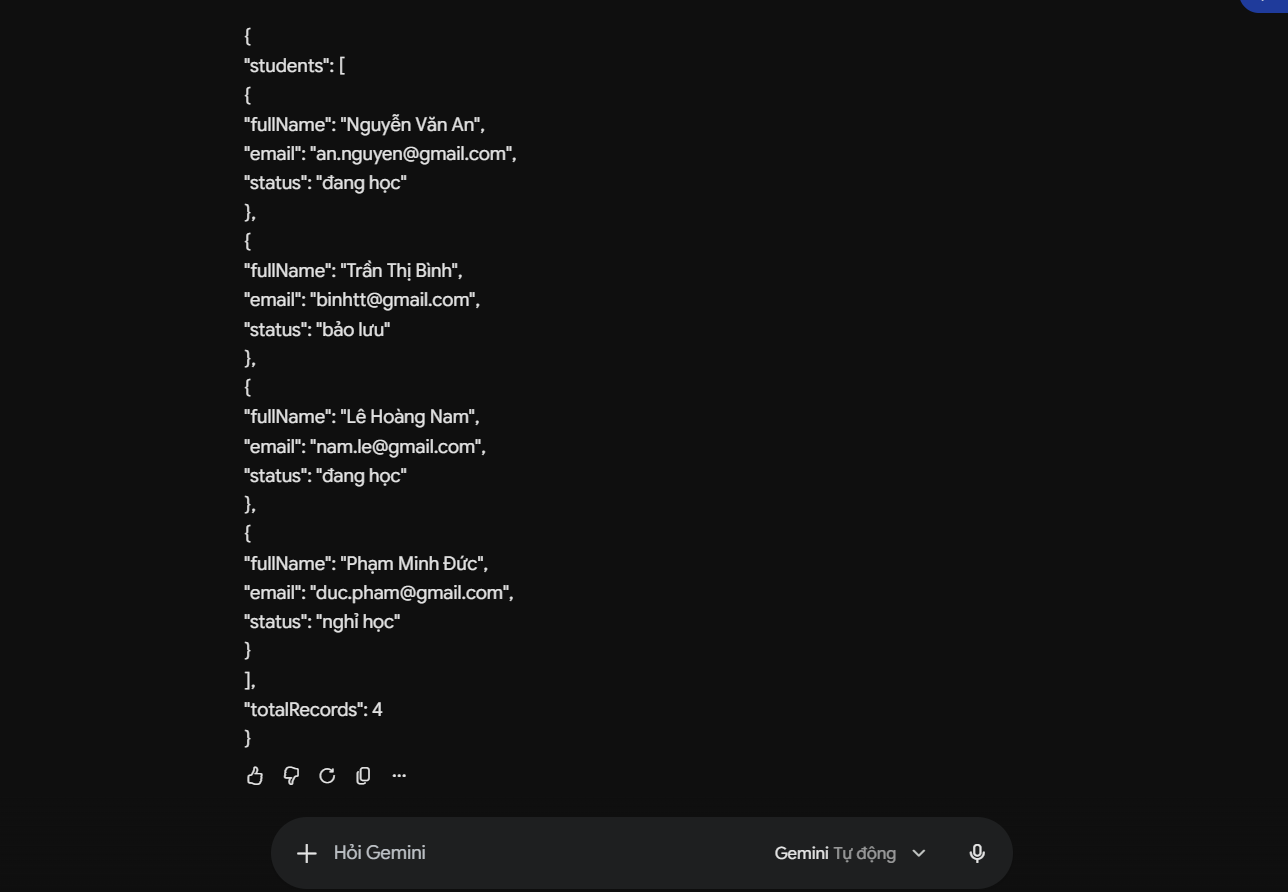 {
"students": [
{
"fullName": "Nguyễn Văn An",
"email": "an.nguyen@gmail.com",
"status": "đang học"
},
{
"fullName": "Trần Thị Bình",
"email": "binhtt@gmail.com",
"status": "bảo lưu"
},
{
"fullName": "Lê Hoàng Nam",
"email": "nam.le@gmail.com",
"status": "đang học"
},
{
"fullName": "Phạm Minh Đức",
"email": "duc.pham@gmail.com",
"status": "nghỉ học"
}
],
"totalRecords": 4
}
Hỏi Gemini
Gemini Tự động